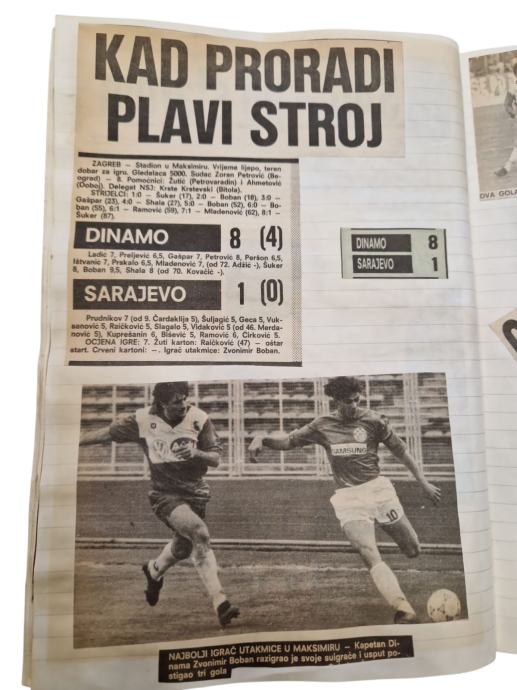 KAD PRORADI
PLAVI STROJ
ZAGREB — Stadion u Maksimiru. Vrijeme lijepo, teren
dobar za igru. Gledalaca 5000. Sudac Zoran Petrović (Be-
ograd) — 8. Pomoćnici: Žutić (Petrovaradin) i Ahmetović
(Doboj). Delegat NSJ: Krste Krstevski (Bitola).
STRIJELCI: 1:0 — Šuker (17), 2:0 — Boban (18), 3:0 —
Gašpar (23), 4:0 — Shala (27), 5:0 — Boban (52), 6:0 — Bo-
ban (55), 6:1 — Ramović (59), 7:1 — Mladenović (62), 8:1 —
Šuker (87).
DINAMO 8 (4)
Ladić 7, Preljević 6,5, Gašpar 7, Petrović 8, Peršon 6,5,
Ištvanić 7, Prskalo 6,5, Mladenović 7, (od 72. Adžić -), Šuker
8, Boban 9,5, Shala 8 (od 70. Kovačić -).
SARAJEVO 1 (0)
Prudnikov 7 (od 9. Čardaklija 5), Šuljagić 5, Geca 5, Vuk-
sanović 5, Raičković 5, Slagalo 5, Vidaković 5 (od 46. Merda-
nović 5), Kuprešanin 6, Bišević 5, Ramović 6, Ćirković 5.
OCJENA IGRE: 7. Žuti karton: Raičković (47) — oštar
start. Crveni kartoni: —. Igrač utakmice: Zvonimir Boban.
DINAMO 8
SARAJEVO 1
OVA GOLA
SAMSUNG
10
NAJBOLJI IGRAČ UTAKMICE U MAKSIMIRU — Kapetan Di-
nama Zvonimir Boban razigrao je svoje suigrače i usput po-
stigao tri gola